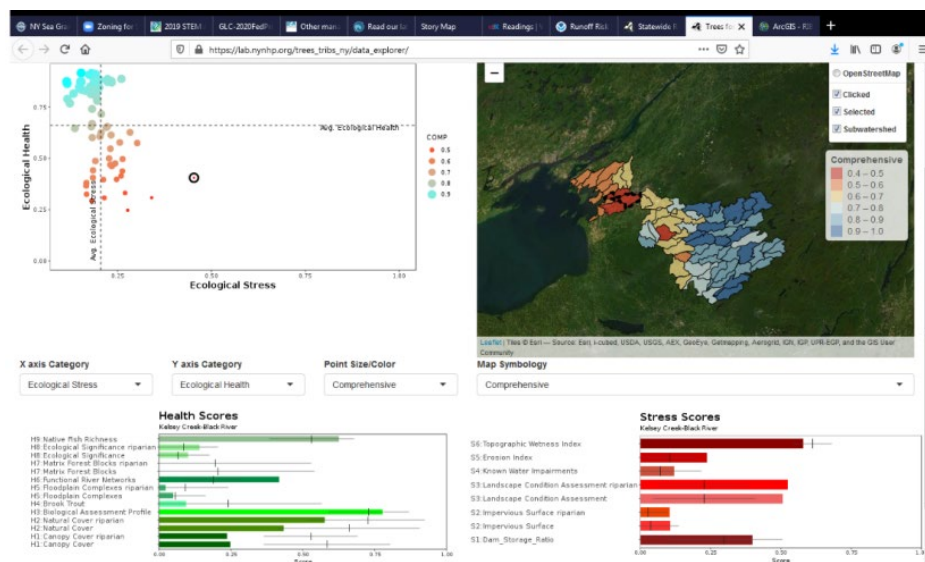 NY Sea Gra
Zoning for
2019 STEM
GLC-2020FedPr
Other mana
Read our la
Story Map
Readings |
Runoff Risk
Statewide R
Trees for
ArcGIS - RI
https://lab.nynhp.org/trees_tribs_ny/data_explorer/
Ecological Health
0.75
0.50
0.25
0.00
Avg. Ecological Health
Avg. Ecological Stress
0.25
0.50
0.75
1.00
Ecological Stress
COMP
0.5
0.6
0.7
0.8
0.9
−
OpenStreetMap
Clicked
Selected
Subwatershed
Comprehensive
0.4 – 0.5
0.5 – 0.6
0.6 – 0.7
0.7 – 0.8
0.8 – 0.9
0.9 – 1.0
Leaflet | Tiles © Esri — Source: Esri, i-cubed, USDA, USGS, AEX, GeoEye, Getmapping, Aerogrid, IGN, IGP, UPR-EGP, and the GIS User
Community
X axis Category
Y axis Category
Point Size/Color
Map Symbology
Ecological Stress
Ecological Health
Comprehensive
Comprehensive
Health Scores
Kelsey Creek-Black River
H9:Native Fish Richness
H8:Ecological Significance riparian
H8:Ecological Significance
H7:Matrix Forest Blocks riparian
H7:Matrix Forest Blocks
H6:Functional River Networks
H5:Floodplain Complexes riparian
H5:Floodplain Complexes
H4:Brook Trout
H3:Biological Assessment Profile
H2:Natural Cover riparian
H2:Natural Cover
H1:Canopy Cover riparian
H1:Canopy Cover
0.00
0.25
0.50
0.75
1.00
Score
Stress Scores
Kelsey Creek-Black River
S6:Topographic Wetness Index
S5:Erosion Index
S4:Known Water Impairments
S3:Landscape Condition Assessment riparian
S3:Landscape Condition Assessment
S2:Impervious Surface riparian
S2:Impervious Surface
S1:Dam_Storage_Ratio
0.00
0.25
0.50
0.75
1.00
Score